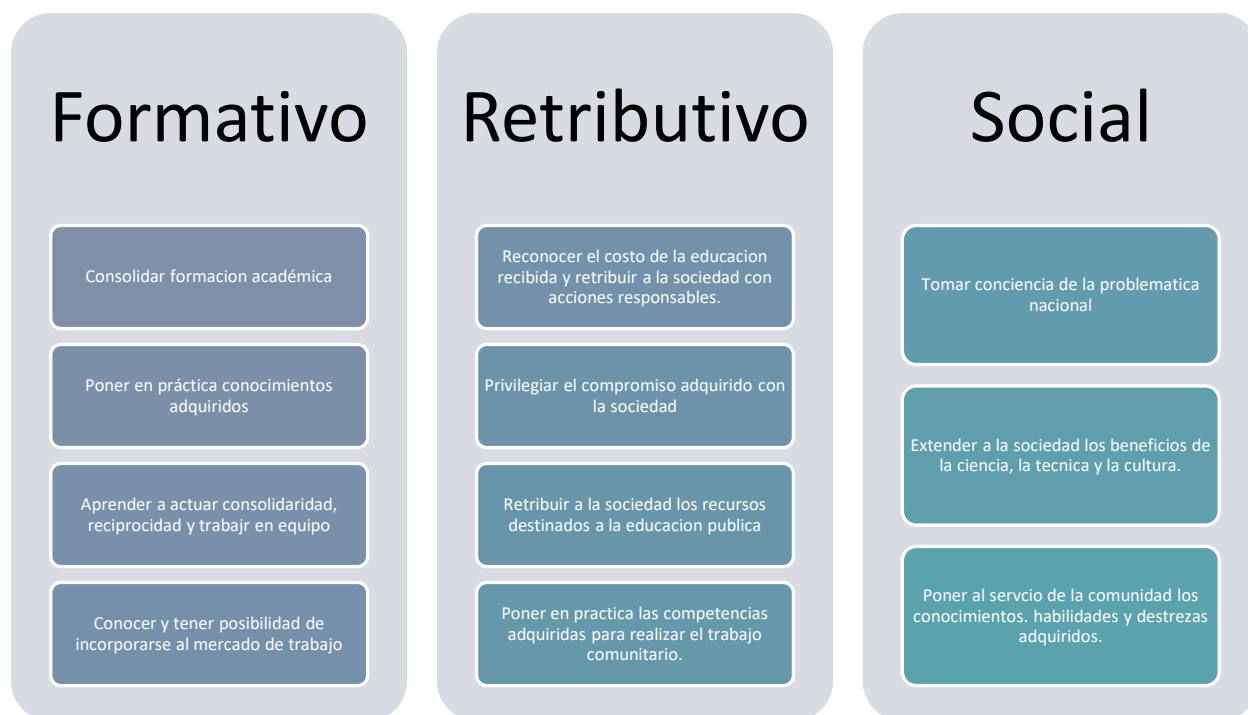 Formativo
Consolidar formacion académica
Poner en práctica conocimientos
adquiridos
Aprender a actuar consolidaridad,
reciprocidad y trabajr en equipo
Conocer y tener posibilidad de
incorporarse al mercado de trabajo
Retributivo
Reconocer el costo de la educacion
recibida y retribuir a la sociedad con
acciones responsables.
Privilegiar el compromiso adquirido con
la sociedad
Retribuir a la sociedad los recursos
destinados a la educacion publica
Poner en practica las competencias
adquiridas para realizar el trabajo
comunitario.
Social
Tomar conciencia de la problematica
nacional
Extender a la sociedad los beneficios de
la ciencia, la tecnica y la cultura.
Poner al servcio de la comunidad los
conocimientos. habilidades y destrezas
adquiridos.